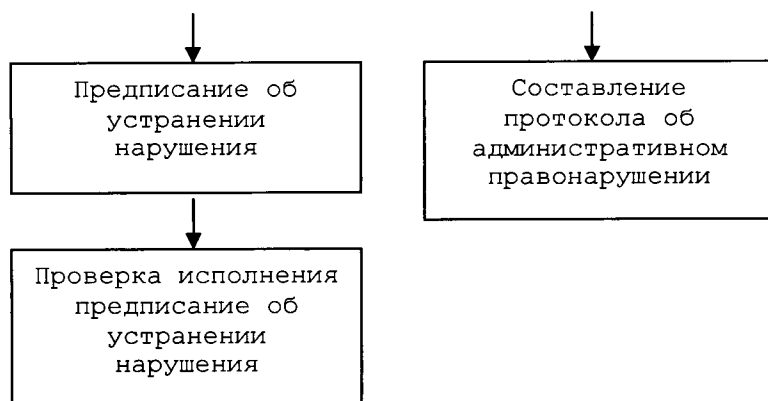 Предписание об
устранении
нарушения
Составление
протокола об
административном
правонарушении
Проверка исполнения
предписание об
устранении
нарушения